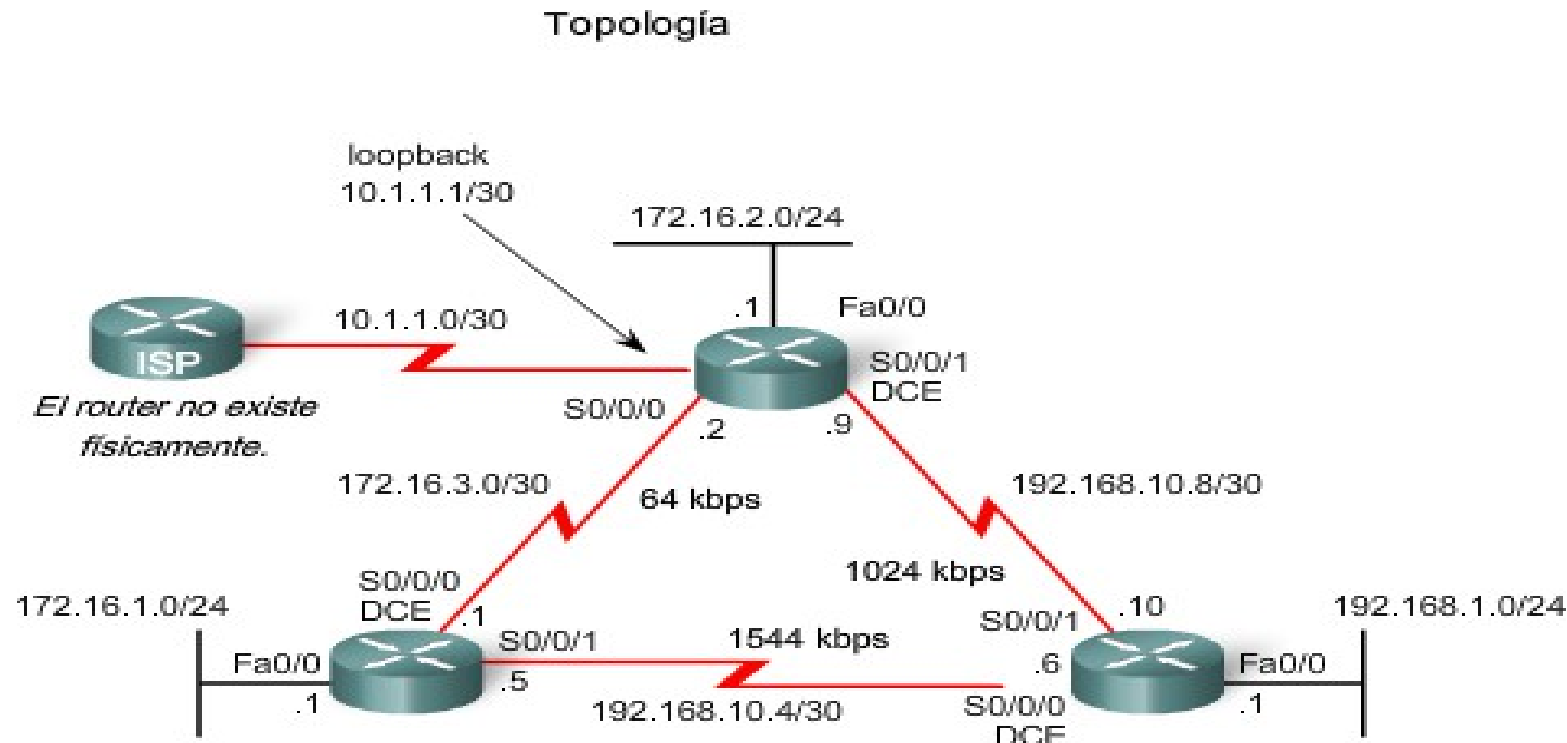 Topología
loopback
10.1.1.1/30
172.16.2.0/24
10.1.1.0/30
.1
Fa0/0
ISP
S0/0/1
DCE
El router no existe
físicamente.
S0/0/0
.2
.9
172.16.3.0/30
64 kbps
192.168.10.8/30
1024 kbps
S0/0/0
DCE
.1
172.16.1.0/24
S0/0/1
1544 kbps
S0/0/1
.10
192.168.1.0/24
Fa0/0
.5
.6
Fa0/0
.1
192.168.10.4/30
S0/0/0
DCE
.1